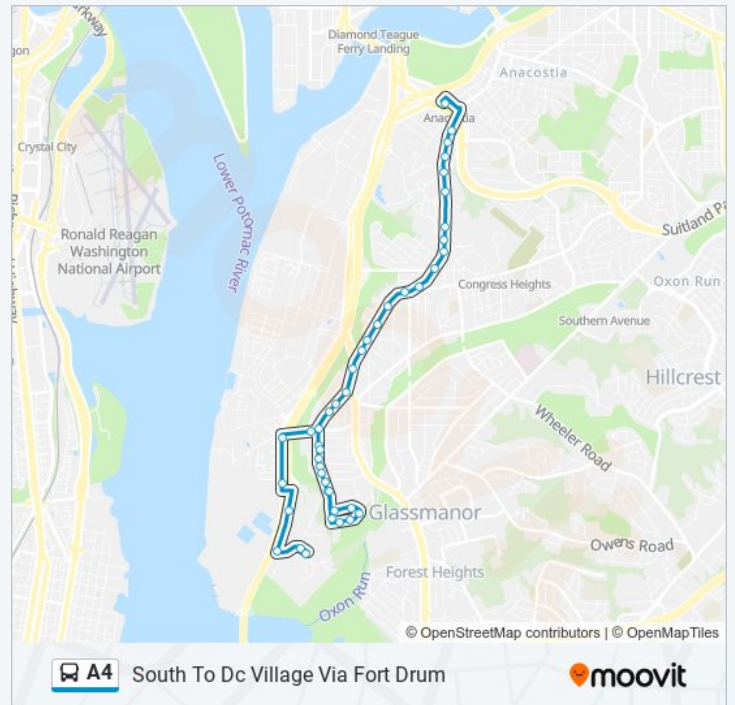 arkway
Diamond Teague
Ferry Landing
gon
Anacostia
Anacostia
Crystal City
Lower Potomac River
Ronald Reagan
Washington
National Airport
Suitland Pa
Congress Heights
Oxon Run
Southern Avenue
Hillcrest
Wheeler Road
Glassmanor
Owens Road
Forest Heights
Oxon Run
© OpenStreetMap contributors | © OpenMapTiles
A4 South To Dc Village Via Fort Drum
moovit